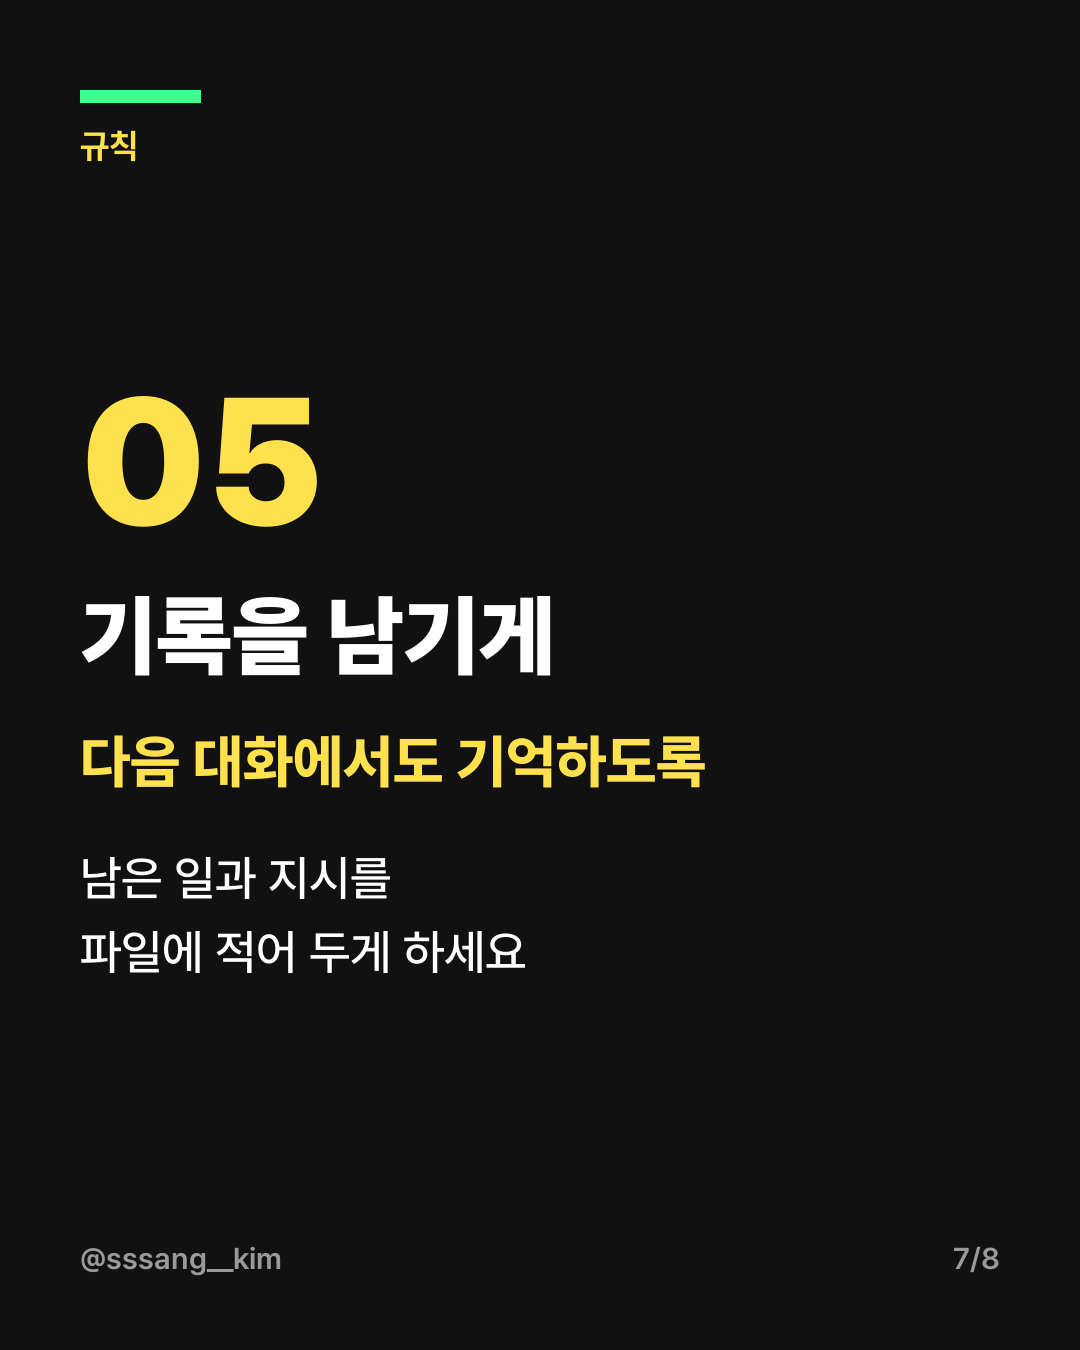 규칙
05
기록을 남기게
다음 대화에서도 기억하도록
남은 일과 지시를
파일에 적어 두게 하세요
@sssang__kim
7/8